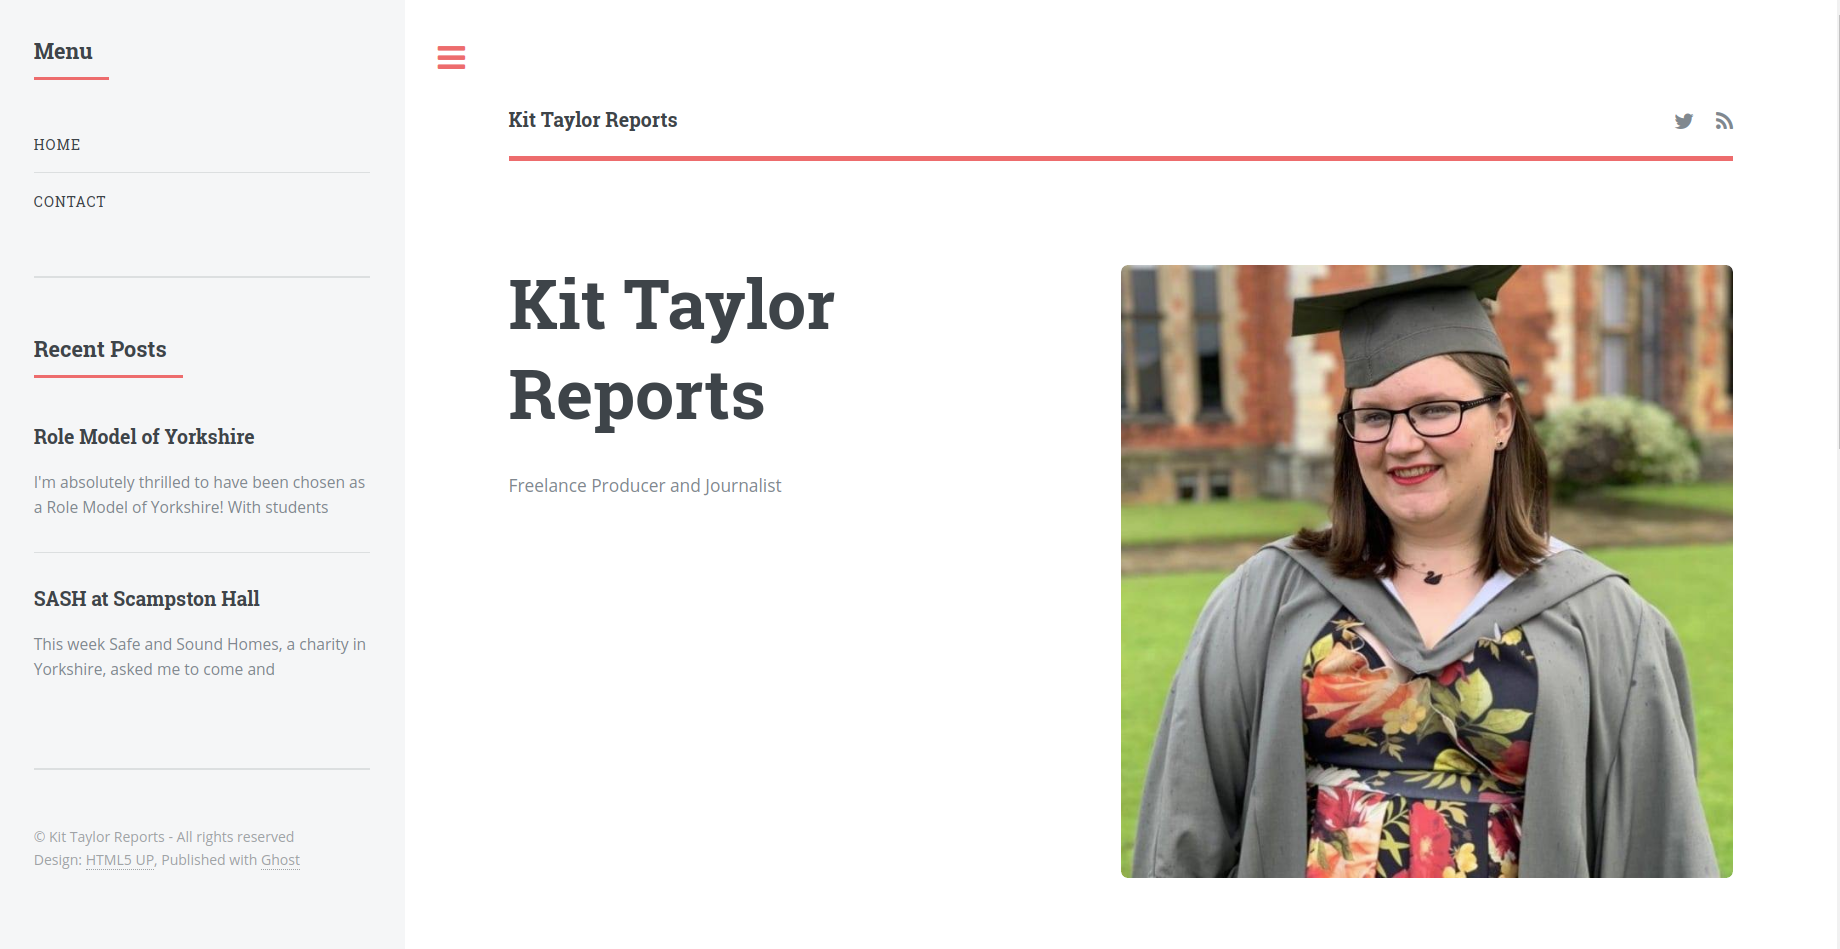 Menu
HOME
CONTACT
Recent Posts
Role Model of Yorkshire
I'm absolutely thrilled to have been chosen as
a Role Model of Yorkshire! With students
SASH at Scampston Hall
This week Safe and Sound Homes, a charity in
Yorkshire, asked me to come and
© Kit Taylor Reports - All rights reserved
Design: HTML5 UP, Published with Ghost
Kit Taylor Reports
Kit Taylor
Reports
Freelance Producer and Journalist